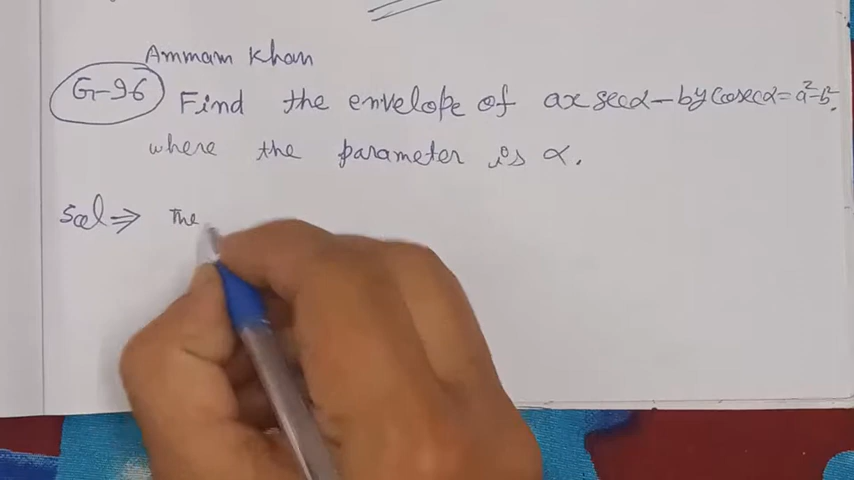 Ammam Khan
G-96 Find the envelope of ax secα - by cosecα = a² - b².
where the parameter is α.
Sol ⇒ The